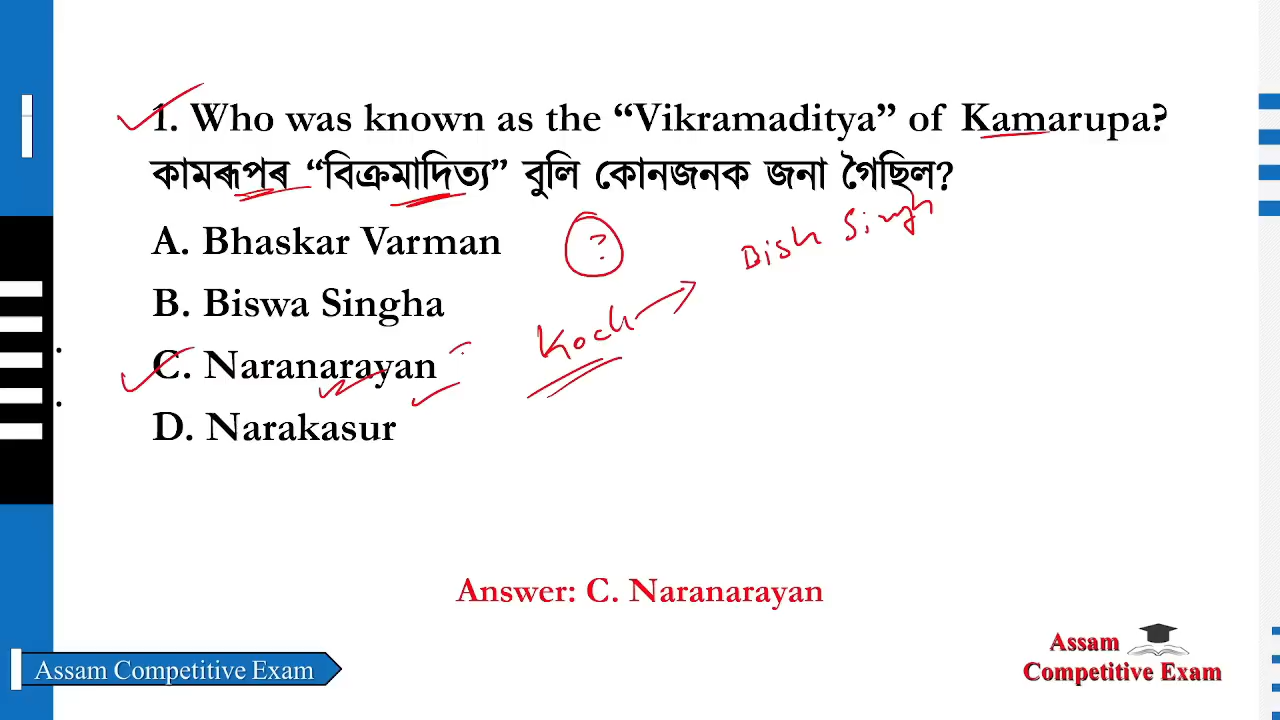 1. Who was known as the “Vikramaditya” of Kamarupa?
কামৰূপৰ “বিক্ৰমাদিত্য” বুলি কোনজনক জনা গৈছিল?
A. Bhaskar Varman
?
Bish Singh
B. Biswa Singha
Koch
C. Naranarayan
D. Narakasur
Answer: C. Naranarayan
Assam Competitive Exam
Assam
Competitive Exam